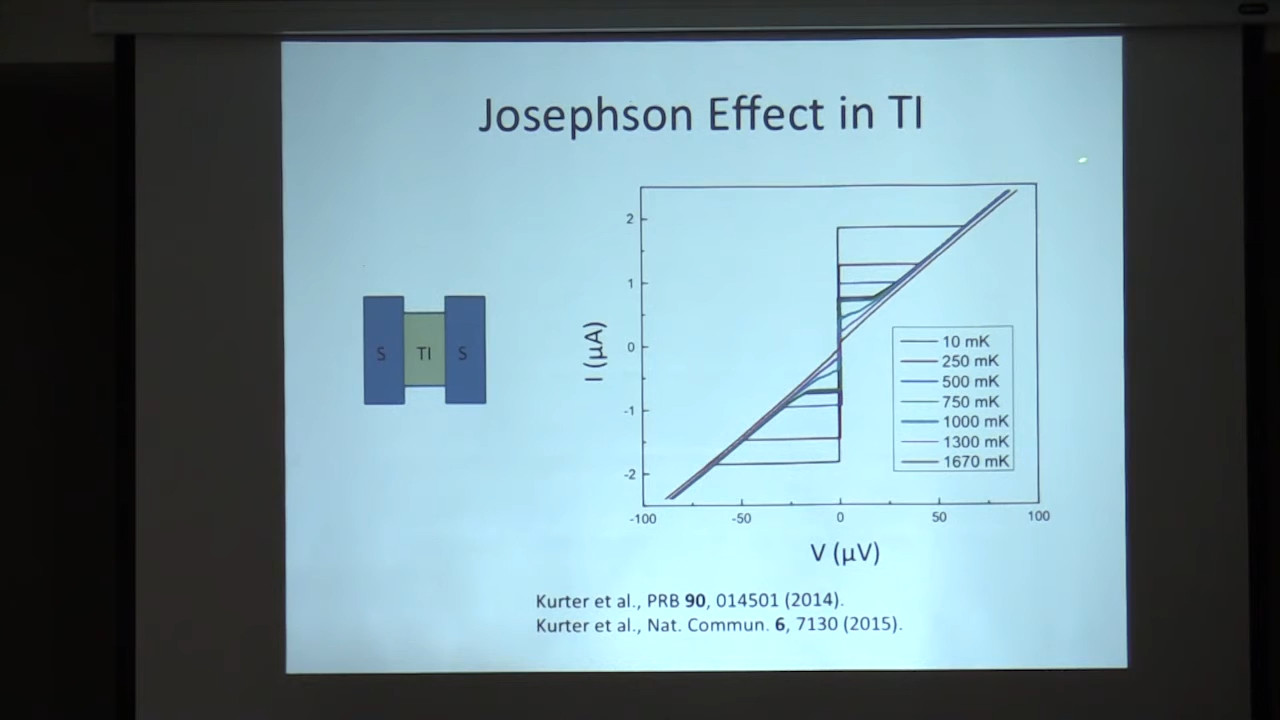 Josephson Effect in TI
S TI S
I (µA)
2
1
0
-1
-2
10 mK
250 mK
500 mK
750 mK
1000 mK
1300 mK
1670 mK
-100 -50 0 50 100
V (µV)
Kurter et al., PRB 90, 014501 (2014).
Kurter et al., Nat. Commun. 6, 7130 (2015).